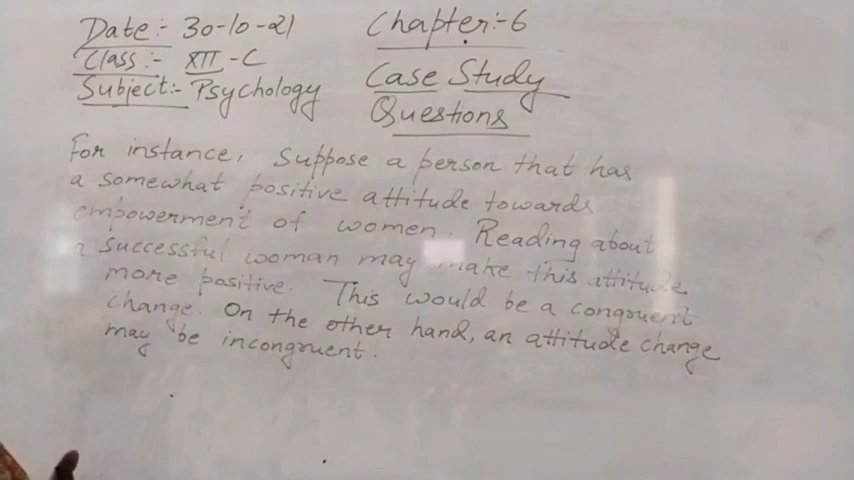 Date:- 30-10-21
Class:- XII-C
Subject:- Psychology
Chapter:-6
Case Study
Questions
For instance, Suppose a person that has
a somewhat positive attitude towards
empowerment of women. Reading about
a successful woman may make this attitude
more positive. This would be a congruent
change. On the other hand, an attitude change
may be incongruent.